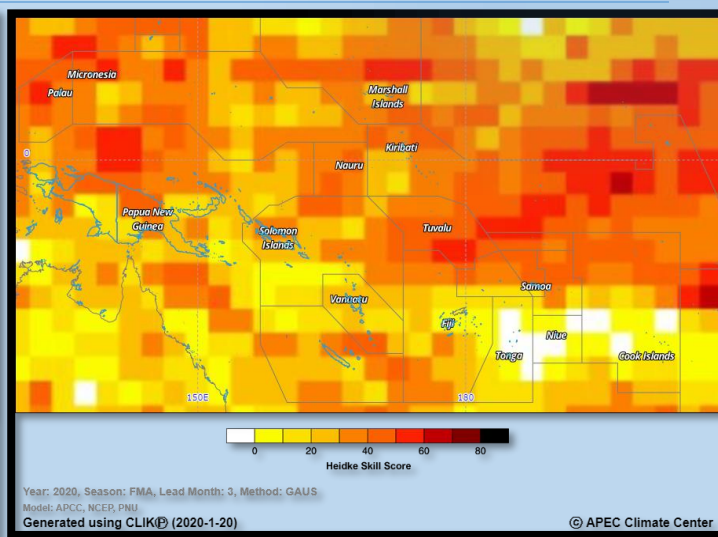 Micronesia
Palau
Marshall
Islands
0
Kiribati
Nauru
Papua New
Guinea
Solomon
Islands
Tuvalu
Samoa
Vanuatu
Fiji
Niue
Tonga
Cook Islands
150E
180
0
20
40
60
80
Heidke Skill Score
Year: 2020, Season: FMA, Lead Month: 3, Method: GAUS
Model: APCC, NCEP, PNU
Generated using CLIKⓅ (2020-1-20)
© APEC Climate Center